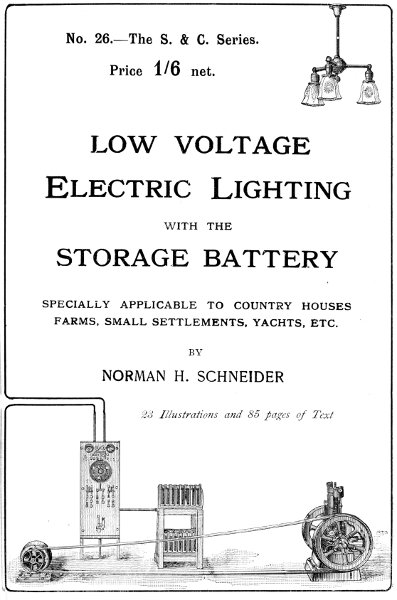 No. 26.—The S. & C. Series.
Price 1/6 net.
LOW VOLTAGE
ELECTRIC LIGHTING
WITH THE
STORAGE BATTERY
SPECIALLY APPLICABLE TO COUNTRY HOUSES
FARMS, SMALL SETTLEMENTS, YACHTS, ETC.
BY
NORMAN H. SCHNEIDER
23 Illustrations and 85 pages of Text